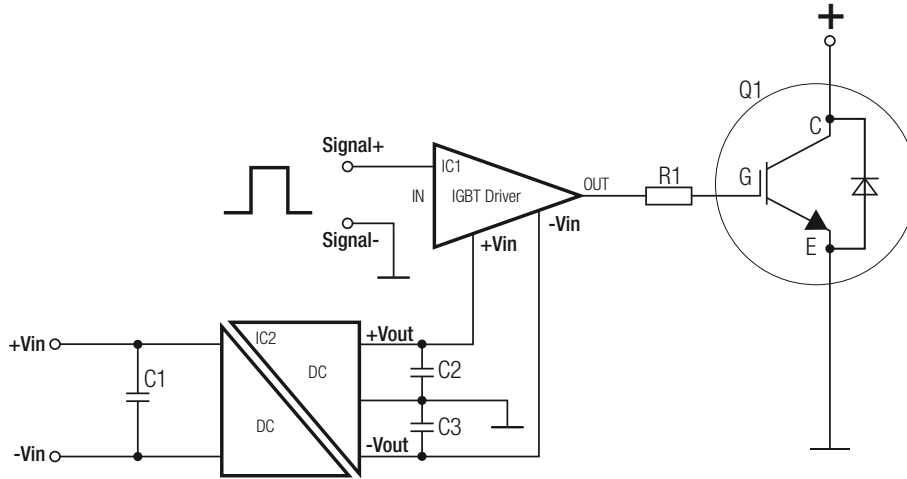 +
Q1
C
Signal+
IC1
IN
IGBT Driver
OUT
R1
G
-Vin
Signal-
+Vin
E
IC2
+Vout
+Vin
DC
C2
C1
DC
C3
-Vout
-Vin